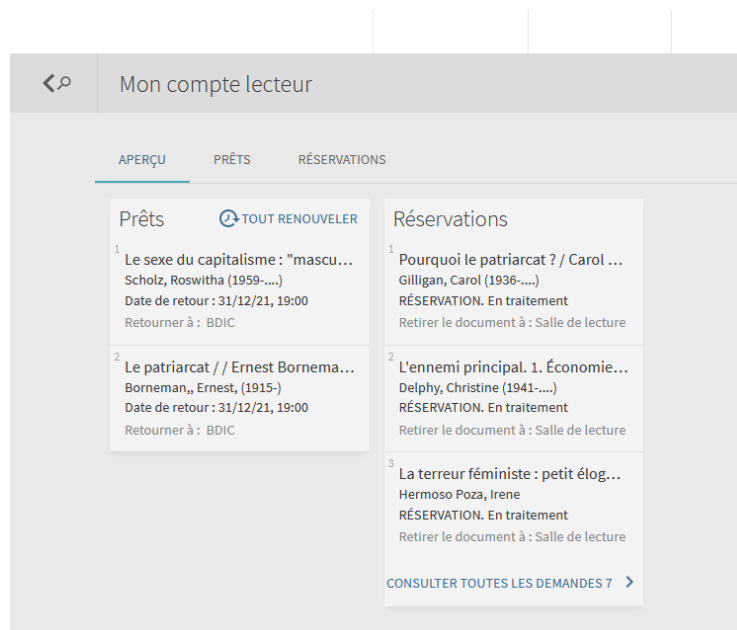 Mon compte lecteur
APERÇU PRÊTS RÉSERVATIONS
Prêts
TOUT RENOUVELER
1
Le sexe du capitalisme : "mascu...
Scholz, Roswitha (1959-....)
Date de retour : 31/12/21, 19:00
Retourner à : BDIC
2
Le patriarcat / / Ernest Bornema...
Borneman,, Ernest, (1915-)
Date de retour : 31/12/21, 19:00
Retourner à : BDIC
Réservations
1
Pourquoi le patriarcat ? / Carol ...
Gilligan, Carol (1936-....)
RÉSERVATION. En traitement
Retirer le document à : Salle de lecture
2
L'ennemi principal. 1. Économie...
Delphy, Christine (1941-....)
RÉSERVATION. En traitement
Retirer le document à : Salle de lecture
3
La terreur féministe : petit élog...
Hermoso Poza, Irene
RÉSERVATION. En traitement
Retirer le document à : Salle de lecture
CONSULTER TOUTES LES DEMANDES 7